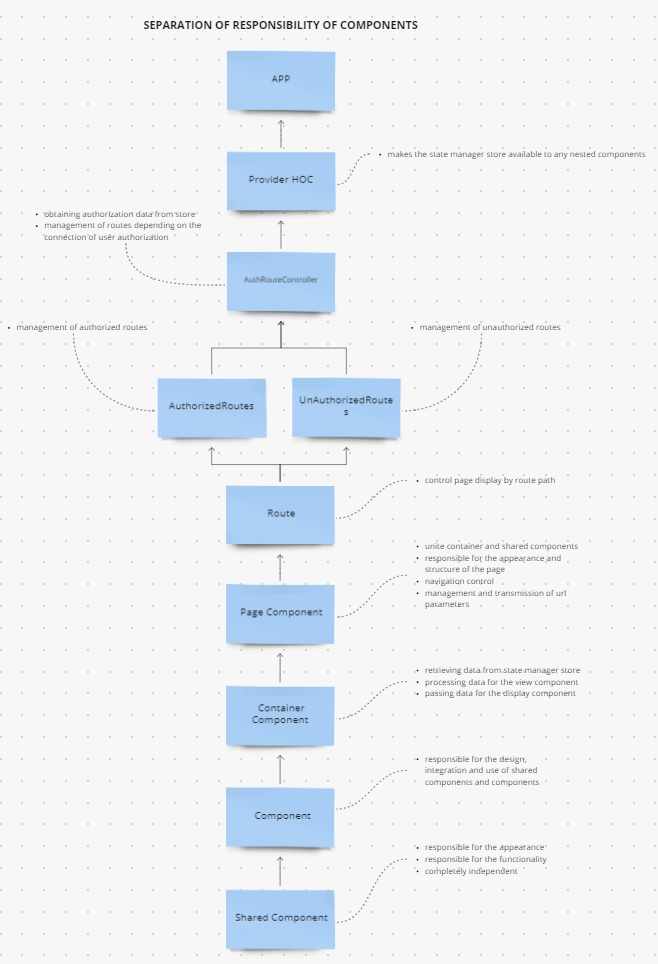 SEPARATION OF RESPONSIBILITY OF COMPONENTS
APP
Provider HOC
• makes the state manager store available to any nested components
• obtaining authorization data from store
• management of routes depending on the
connection of user authorization
AuthRouteController
• management of authorized routes
• management of unauthorized routes
AuthorizedRoutes
UnAuthorizedRoute
s
Route
• control page display by route path
Page Component
• unite container and shared components
• responsible for the appearance and
structure of the page
• navigation control
• management and transmission of url
parameters
Container
Component
• retrieving data from state manager store
• processing data for the view component
• passing data for the display component
Component
• responsible for the design,
integration and use of shared
components and components
Shared Component
• responsible for the appearance
• responsible for the functionality
• completely independent